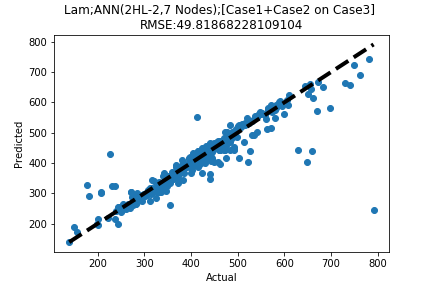 Lam;ANN(2HL-2,7 Nodes);[Case1+Case2 on Case3]
RMSE:49.81868228109104
800
700
600
500
400
300
200
Predicted
200 300 400 500 600 700 800
Actual